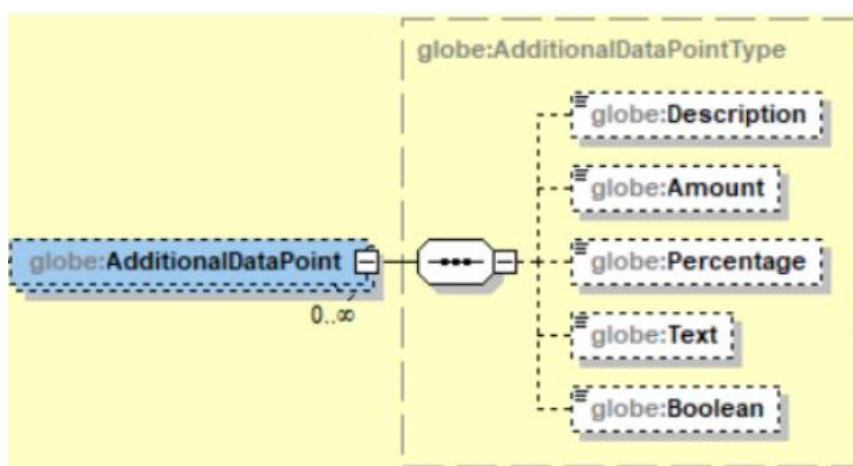 globe:AdditionalDataPointType
globe:Description
globe:Amount
globe:AdditionalDataPoint
globe:Percentage
0..∞
globe:Text
globe:Boolean